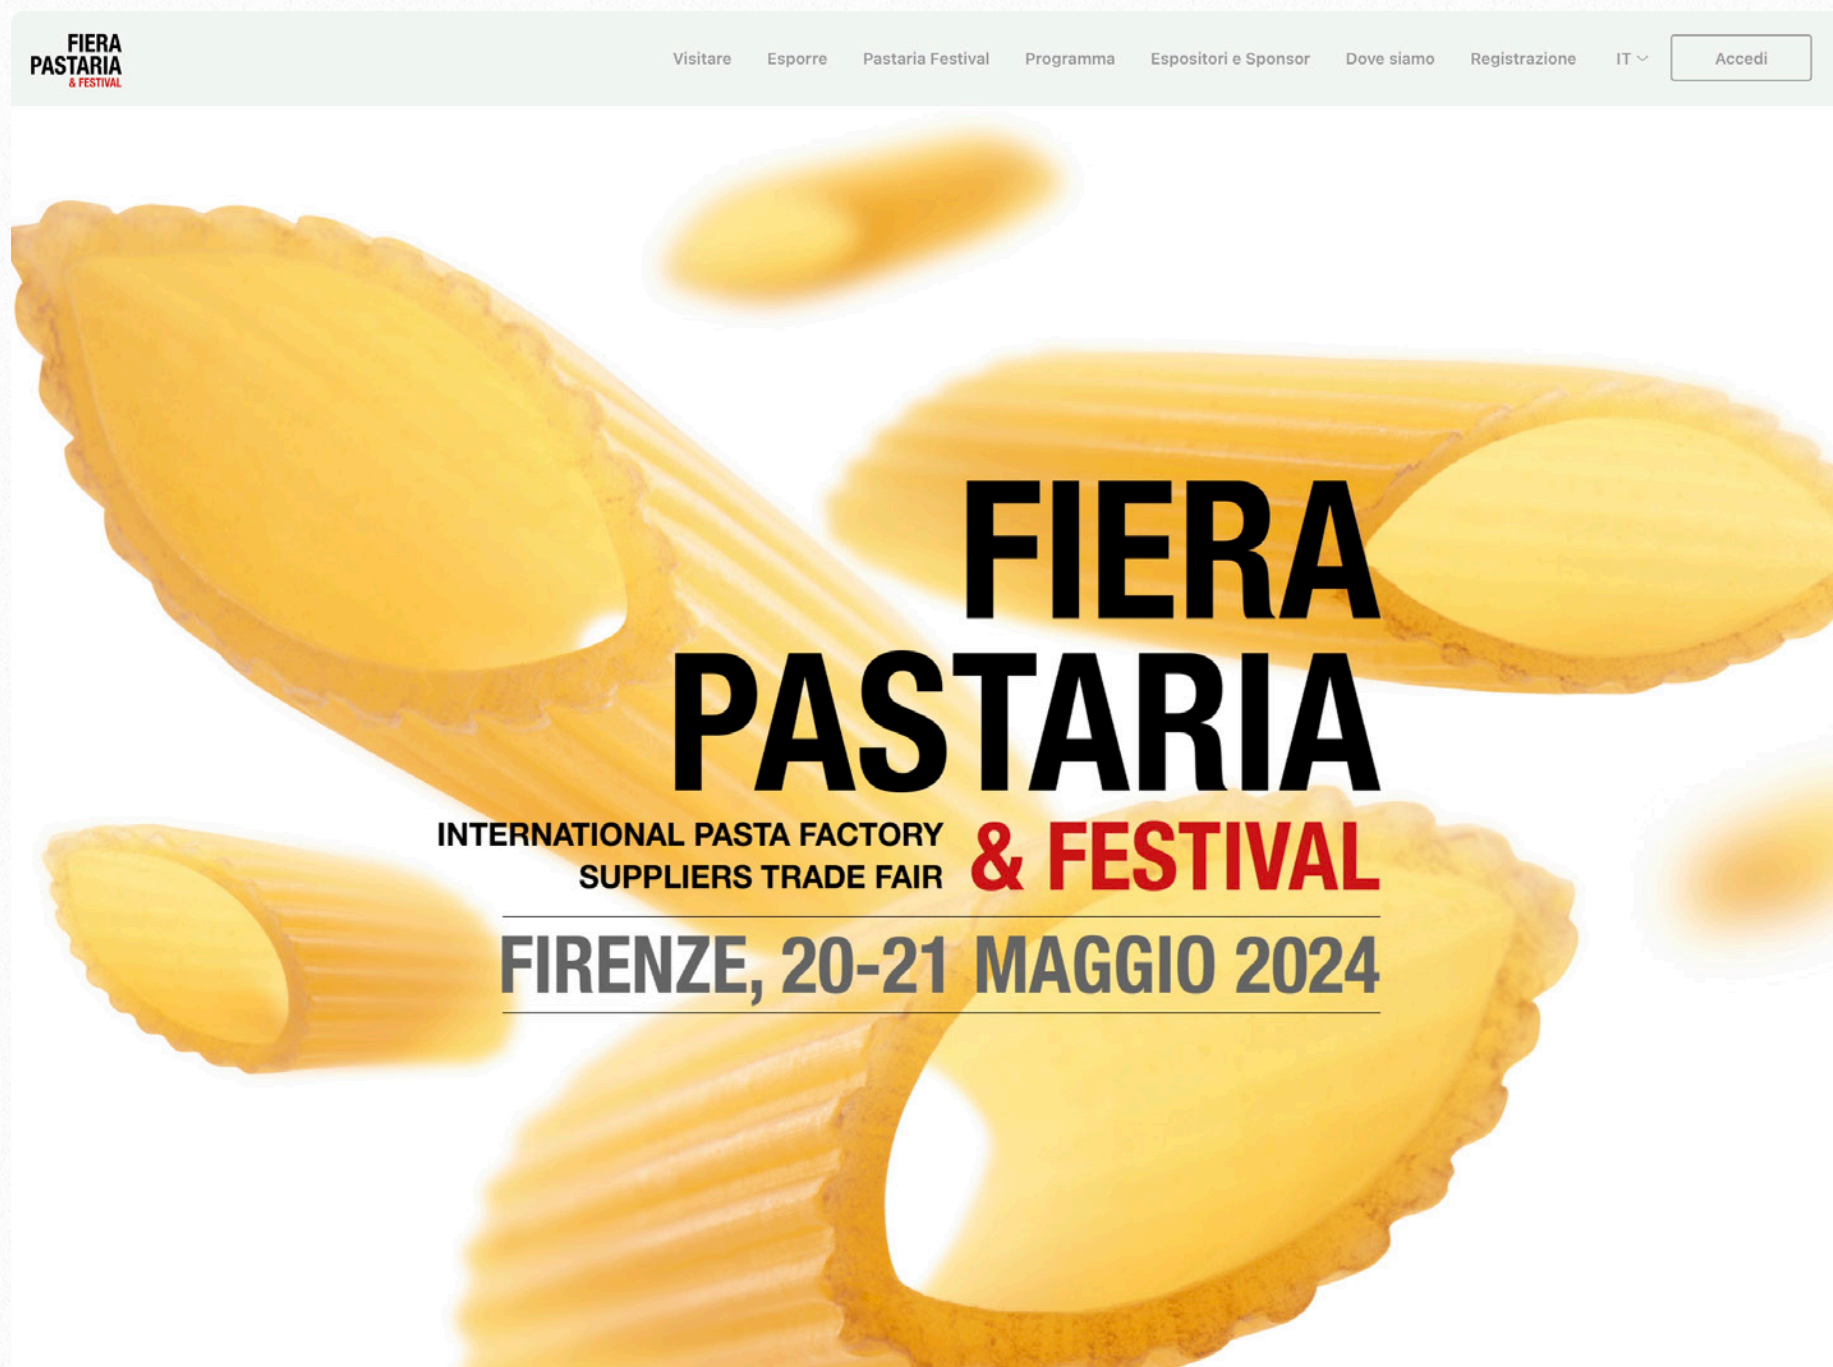 FIERA
PASTARIA
& FESTIVAL
Visitare Esporre Pastaria Festival Programma Espositori e Sponsor Dove siamo Registrazione IT Accedi
FIERA
PASTARIA
INTERNATIONAL PASTA FACTORY
SUPPLIERS TRADE FAIR
& FESTIVAL
FIRENZE, 20-21 MAGGIO 2024